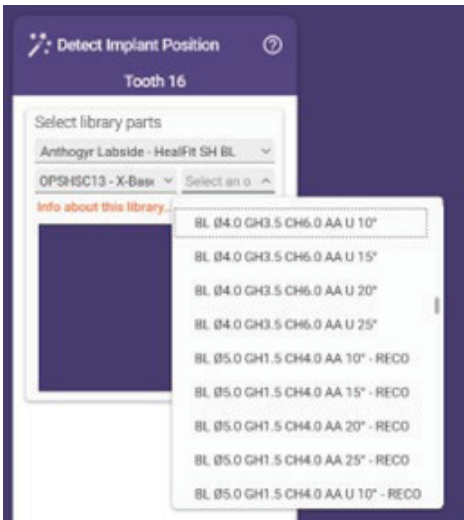 Detect Implant Position
Tooth 16
Select library parts
Anthogyr Labside - HealFit SH BL
OPSHSC13 - X-Base
Select an o
Info about this library...
BL Ø4.0 GH3.5 CH6.0 AA U 10°
BL Ø4.0 GH3.5 CH6.0 AA U 15°
BL Ø4.0 GH3.5 CH6.0 AA U 20°
BL Ø4.0 GH3.5 CH6.0 AA U 25°
BL Ø5.0 GH1.5 CH4.0 AA 10° - RECO
BL Ø5.0 GH1.5 CH4.0 AA 15° - RECO
BL Ø5.0 GH1.5 CH4.0 AA 20° - RECO
BL Ø5.0 GH1.5 CH4.0 AA 25° - RECO
BL Ø5.0 GH1.5 CH4.0 AA U 10° - RECO